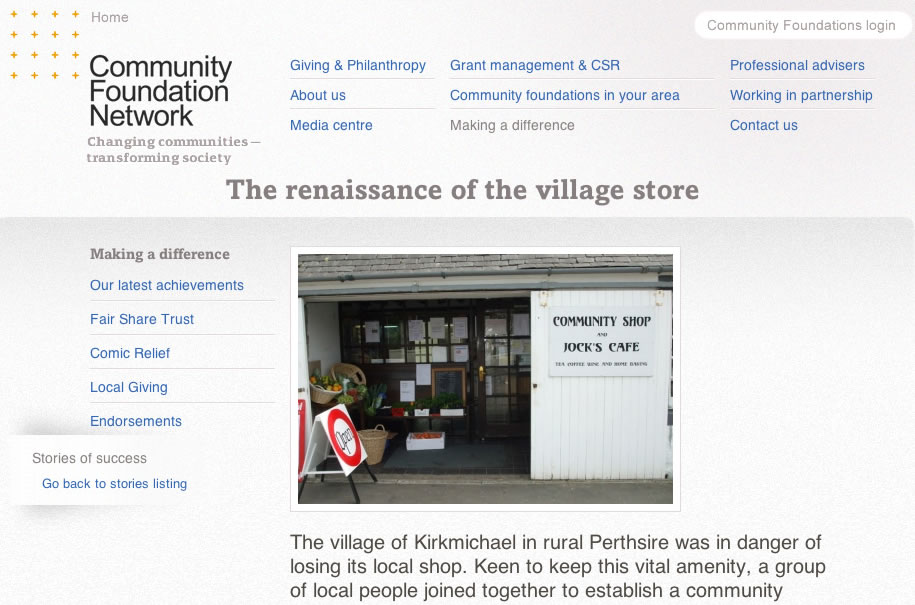 Home
Community Foundations login
Community
Foundation
Network
Changing communities –
transforming society
Giving & Philanthropy
Grant management & CSR
Professional advisers
About us
Community foundations in your area
Working in partnership
Media centre
Making a difference
Contact us
The renaissance of the village store
Making a difference
Our latest achievements
Fair Share Trust
Comic Relief
Local Giving
Endorsements
Stories of success
Go back to stories listing
COMMUNITY SHOP
AND
JOCK'S CAFE
TEA COFFEE WINE AND HOME BAKING
Open
The village of Kirkmichael in rural Perthsire was in danger of
losing its local shop. Keen to keep this vital amenity, a group
of local people joined together to establish a community